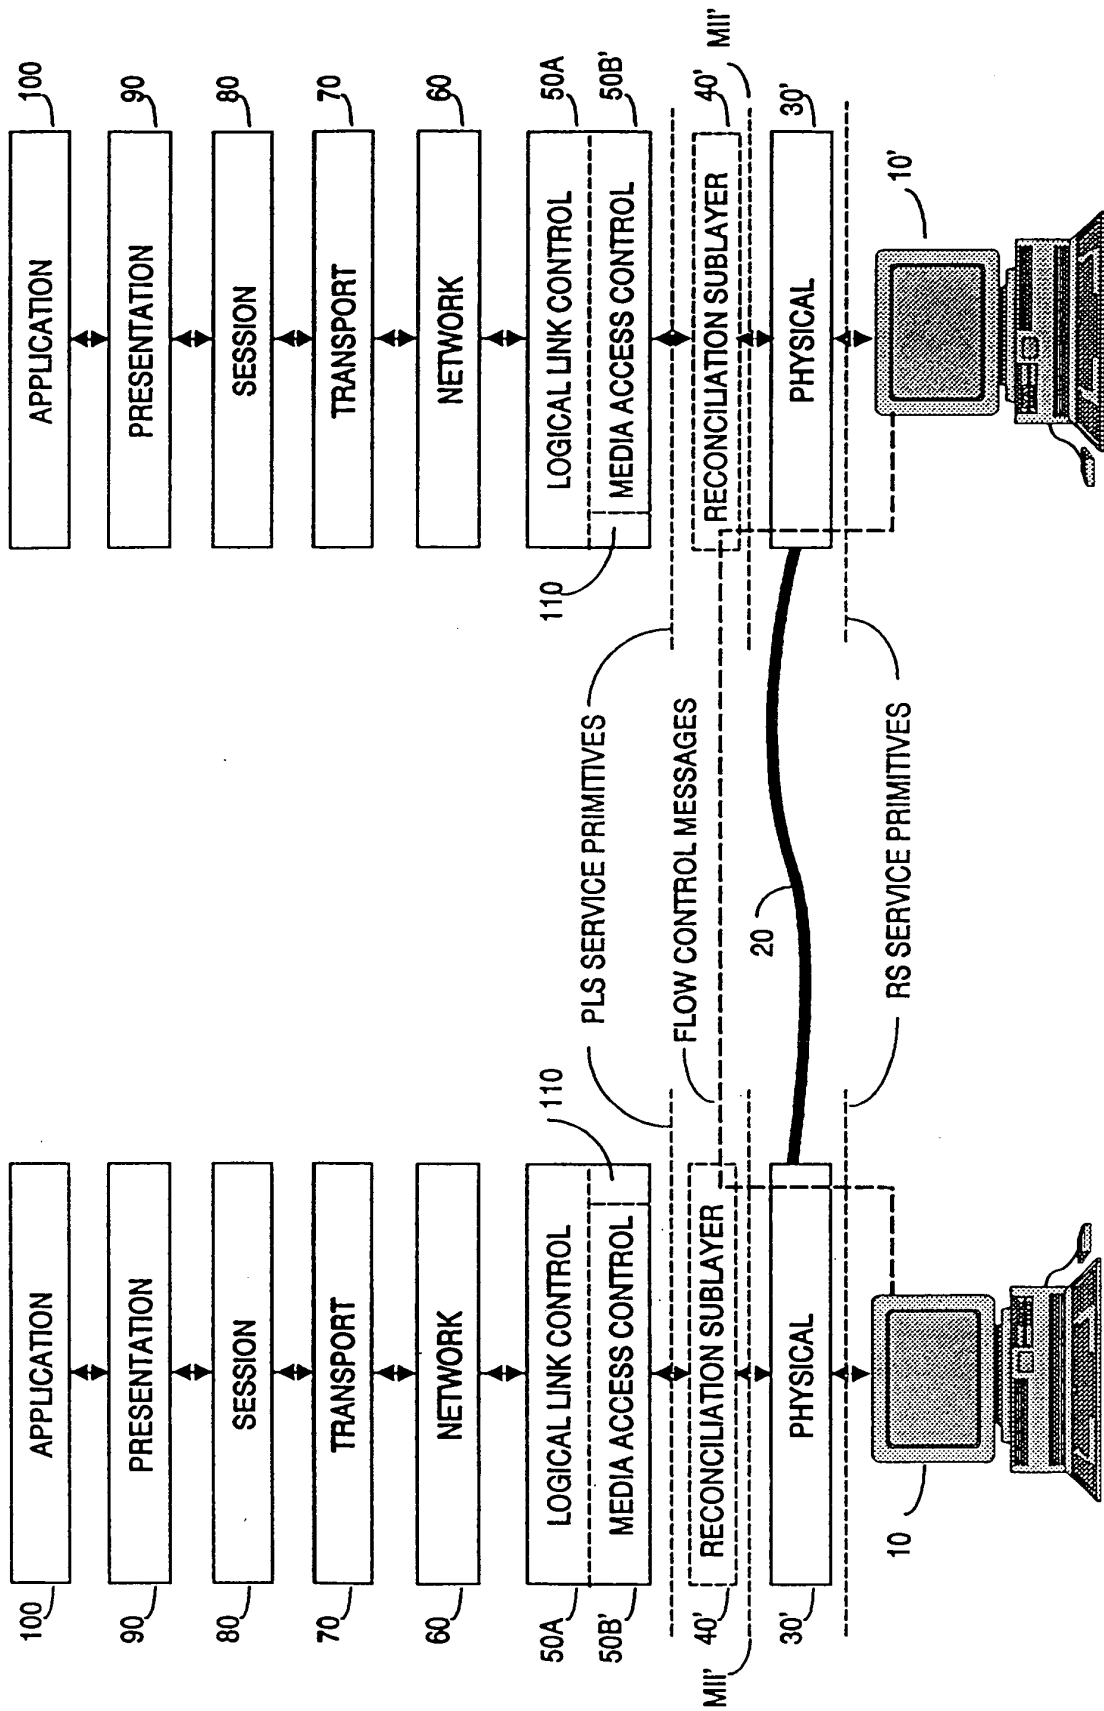 100
APPLICATION
90
PRESENTATION
80
SESSION
70
TRANSPORT
60
NETWORK
50A
LOGICAL LINK CONTROL
50B'
MEDIA ACCESS CONTROL
110
40'
RECONCILIATION SUBLAYER
MII'
30'
PHYSICAL
10
PLS SERVICE PRIMITIVES
FLOW CONTROL MESSAGES
20
RS SERVICE PRIMITIVES
APPLICATION
100
PRESENTATION
90
SESSION
80
TRANSPORT
70
NETWORK
60
LOGICAL LINK CONTROL
50A
MEDIA ACCESS CONTROL
50B'
110
RECONCILIATION SUBLAYER
40'
MII'
PHYSICAL
30'
10'